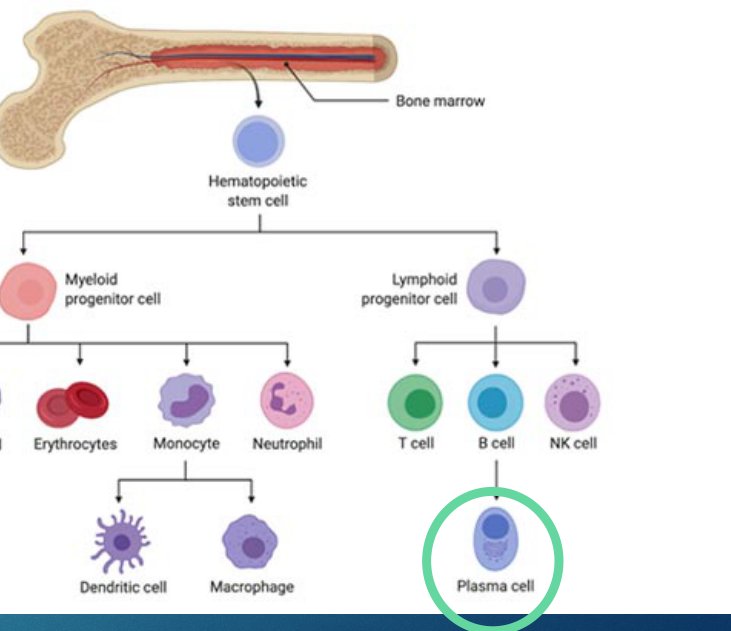 Bone marrow
Hematopoietic
stem cell
Myeloid
progenitor cell
Lymphoid
progenitor cell
Erythrocytes
Monocyte
Neutrophil
T cell
B cell
NK cell
Dendritic cell
Macrophage
Plasma cell